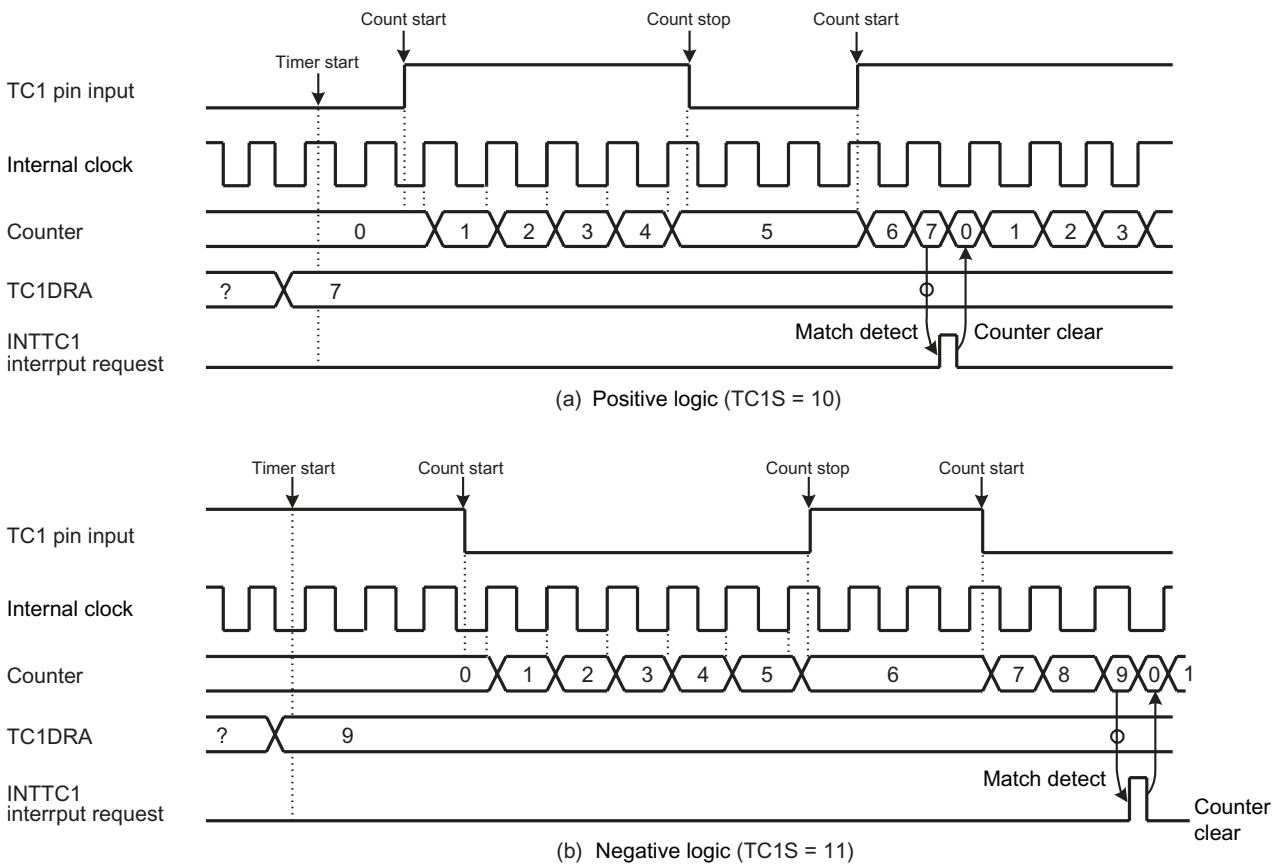 Count start
Count stop
Count start
Timer start
TC1 pin input
Internal clock
Counter
0 1 2 3 4 5 6 7 0 1 2 3
TC1DRA
? 7
INTTC1
interrput request
Match detect
Counter clear
(a) Positive logic (TC1S = 10)
Timer start
Count start
Count stop
Count start
TC1 pin input
Internal clock
Counter
0 1 2 3 4 5 6 7 8 9 0 1
TC1DRA
? 9
INTTC1
interrput request
Match detect
Counter
clear
(b) Negative logic (TC1S = 11)